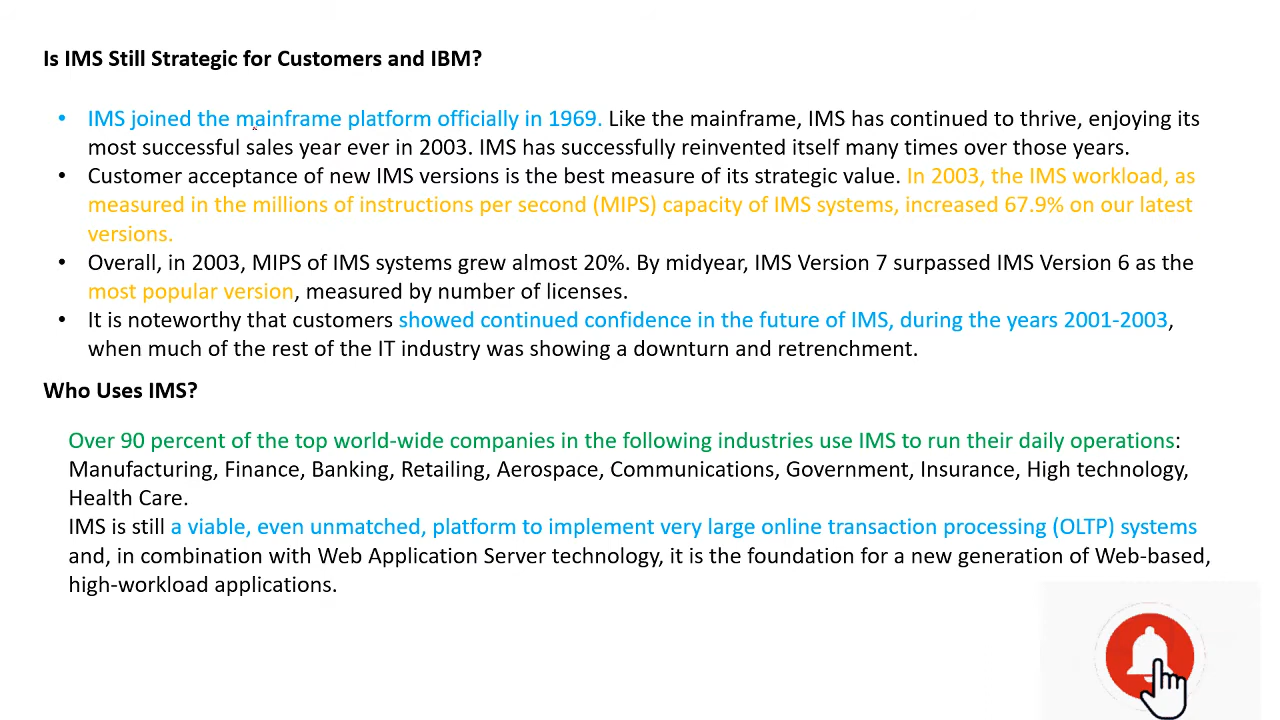 Is IMS Still Strategic for Customers and IBM?
• IMS joined the mainframe platform officially in 1969. Like the mainframe, IMS has continued to thrive, enjoying its
most successful sales year ever in 2003. IMS has successfully reinvented itself many times over those years.
• Customer acceptance of new IMS versions is the best measure of its strategic value. In 2003, the IMS workload, as
measured in the millions of instructions per second (MIPS) capacity of IMS systems, increased 67.9% on our latest
versions.
• Overall, in 2003, MIPS of IMS systems grew almost 20%. By midyear, IMS Version 7 surpassed IMS Version 6 as the
most popular version, measured by number of licenses.
• It is noteworthy that customers showed continued confidence in the future of IMS, during the years 2001-2003,
when much of the rest of the IT industry was showing a downturn and retrenchment.
Who Uses IMS?
Over 90 percent of the top world-wide companies in the following industries use IMS to run their daily operations:
Manufacturing, Finance, Banking, Retailing, Aerospace, Communications, Government, Insurance, High technology,
Health Care.
IMS is still a viable, even unmatched, platform to implement very large online transaction processing (OLTP) systems
and, in combination with Web Application Server technology, it is the foundation for a new generation of Web-based,
high-workload applications.